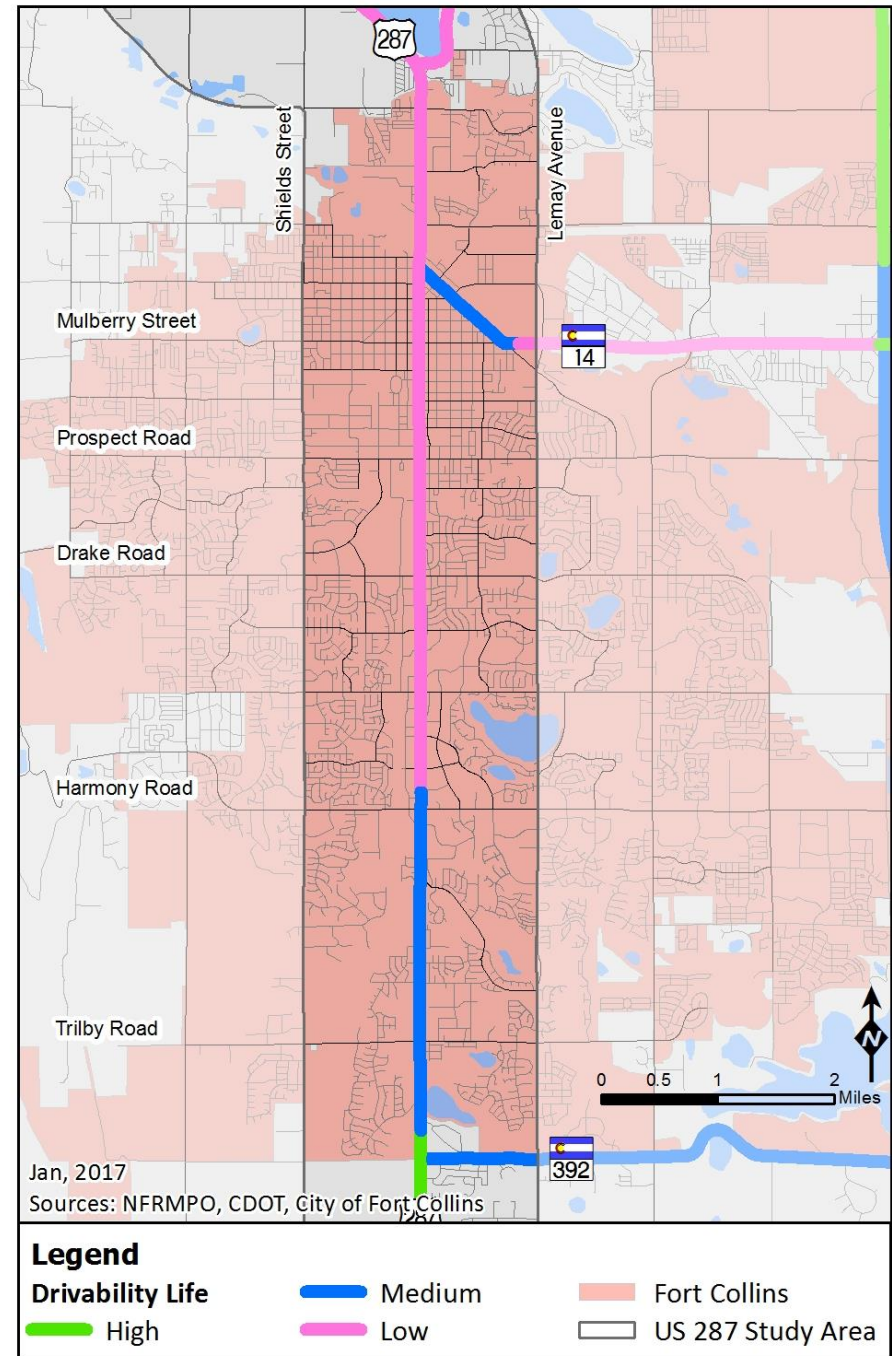 287
Shields Street
Lemay Avenue
Mulberry Street
14
Prospect Road
Drake Road
Harmony Road
Trilby Road
N
0 0.5 1 2
Miles
392
Jan, 2017
Sources: NFRMPO, CDOT, City of Fort Collins
287
Legend
Drivability Life
High
Medium
Low
Fort Collins
US 287 Study Area